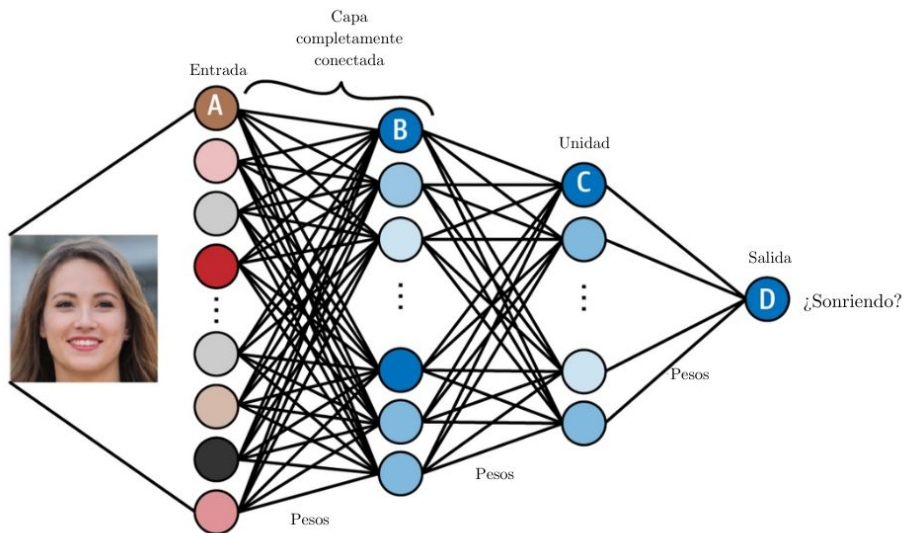 Capa
completamente
conectada
Entrada
A
B
Unidad
C
Salida
D
¿Sonriendo?
Pesos
Pesos
Pesos